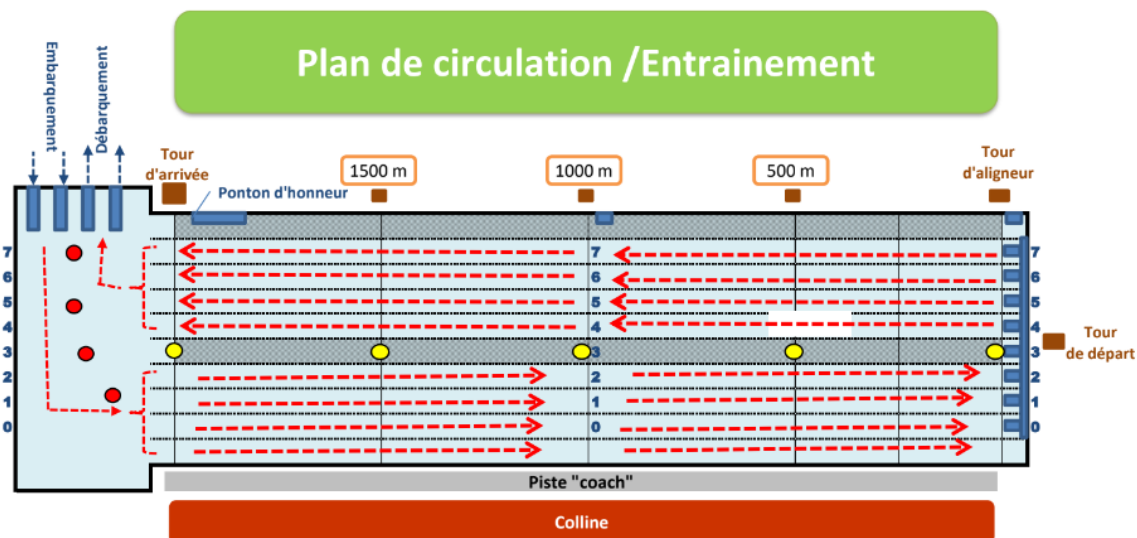 Plan de circulation /Entrainement
Embarquement
Débarquement
Tour
d'arrivée
1500 m
1000 m
500 m
Tour
d'aligneur
Ponton d'honneur
7
6
5
4
3
2
1
0
7
6
5
4
3
2
1
0
7
6
5
4
3
2
1
0
Tour
de départ
Piste "coach"
Colline